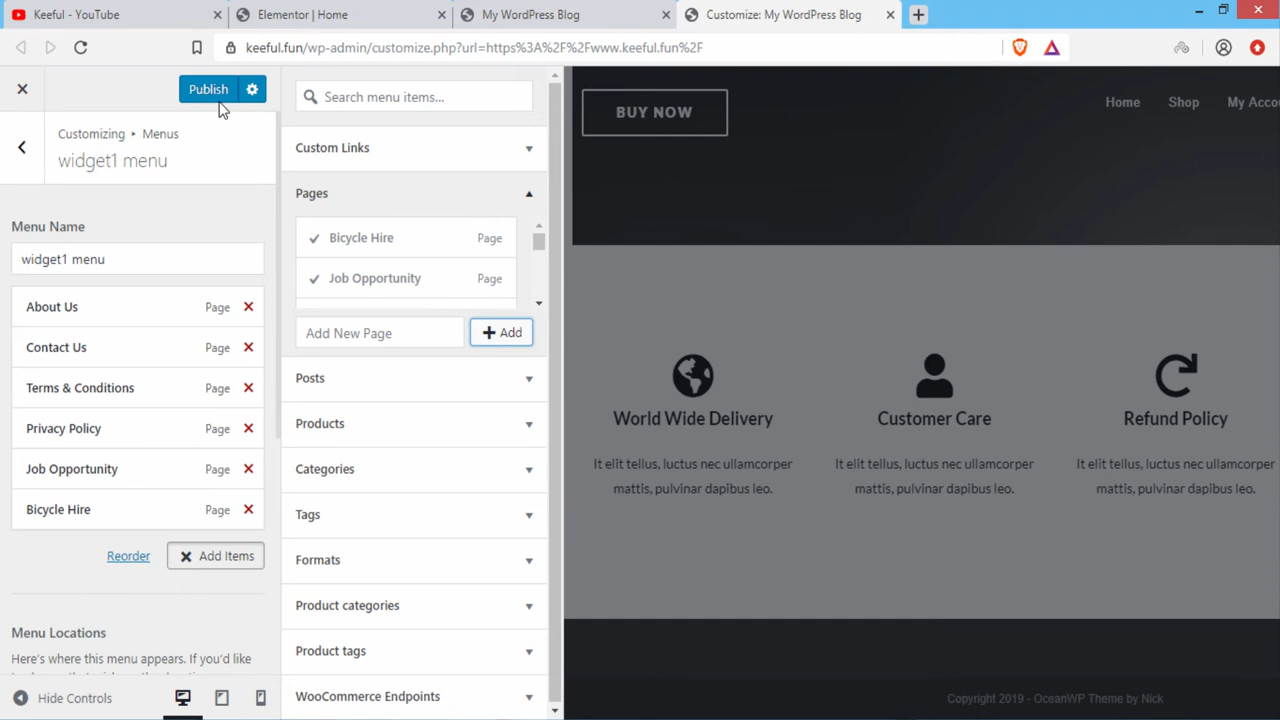 Keeful - YouTube
Elementor | Home
My WordPress Blog
Customize: My WordPress Blog
keeful.fun/wp-admin/customize.php?url=https%3A%2F%2Fwww.keeful.fun%2F
Publish
Customizing ▸ Menus
widget1 menu
Menu Name
widget1 menu
About Us Page
Contact Us Page
Terms & Conditions Page
Privacy Policy Page
Job Opportunity Page
Bicycle Hire Page
Reorder
Add Items
Menu Locations
Here's where this menu appears. If you'd like
Hide Controls
Search menu items...
Custom Links
Pages
Bicycle Hire Page
Job Opportunity Page
Add New Page
Add
Posts
Products
Categories
Tags
Formats
Product categories
Product tags
WooCommerce Endpoints
BUY NOW
Home Shop My Acco
World Wide Delivery
It elit tellus, luctus nec ullamcorper
mattis, pulvinar dapibus leo.
Customer Care
It elit tellus, luctus nec ullamcorper
mattis, pulvinar dapibus leo.
Refund Policy
It elit tellus, luctus nec ullamcorper
mattis, pulvinar dapibus leo.
Copyright 2019 - OceanWP Theme by Nick